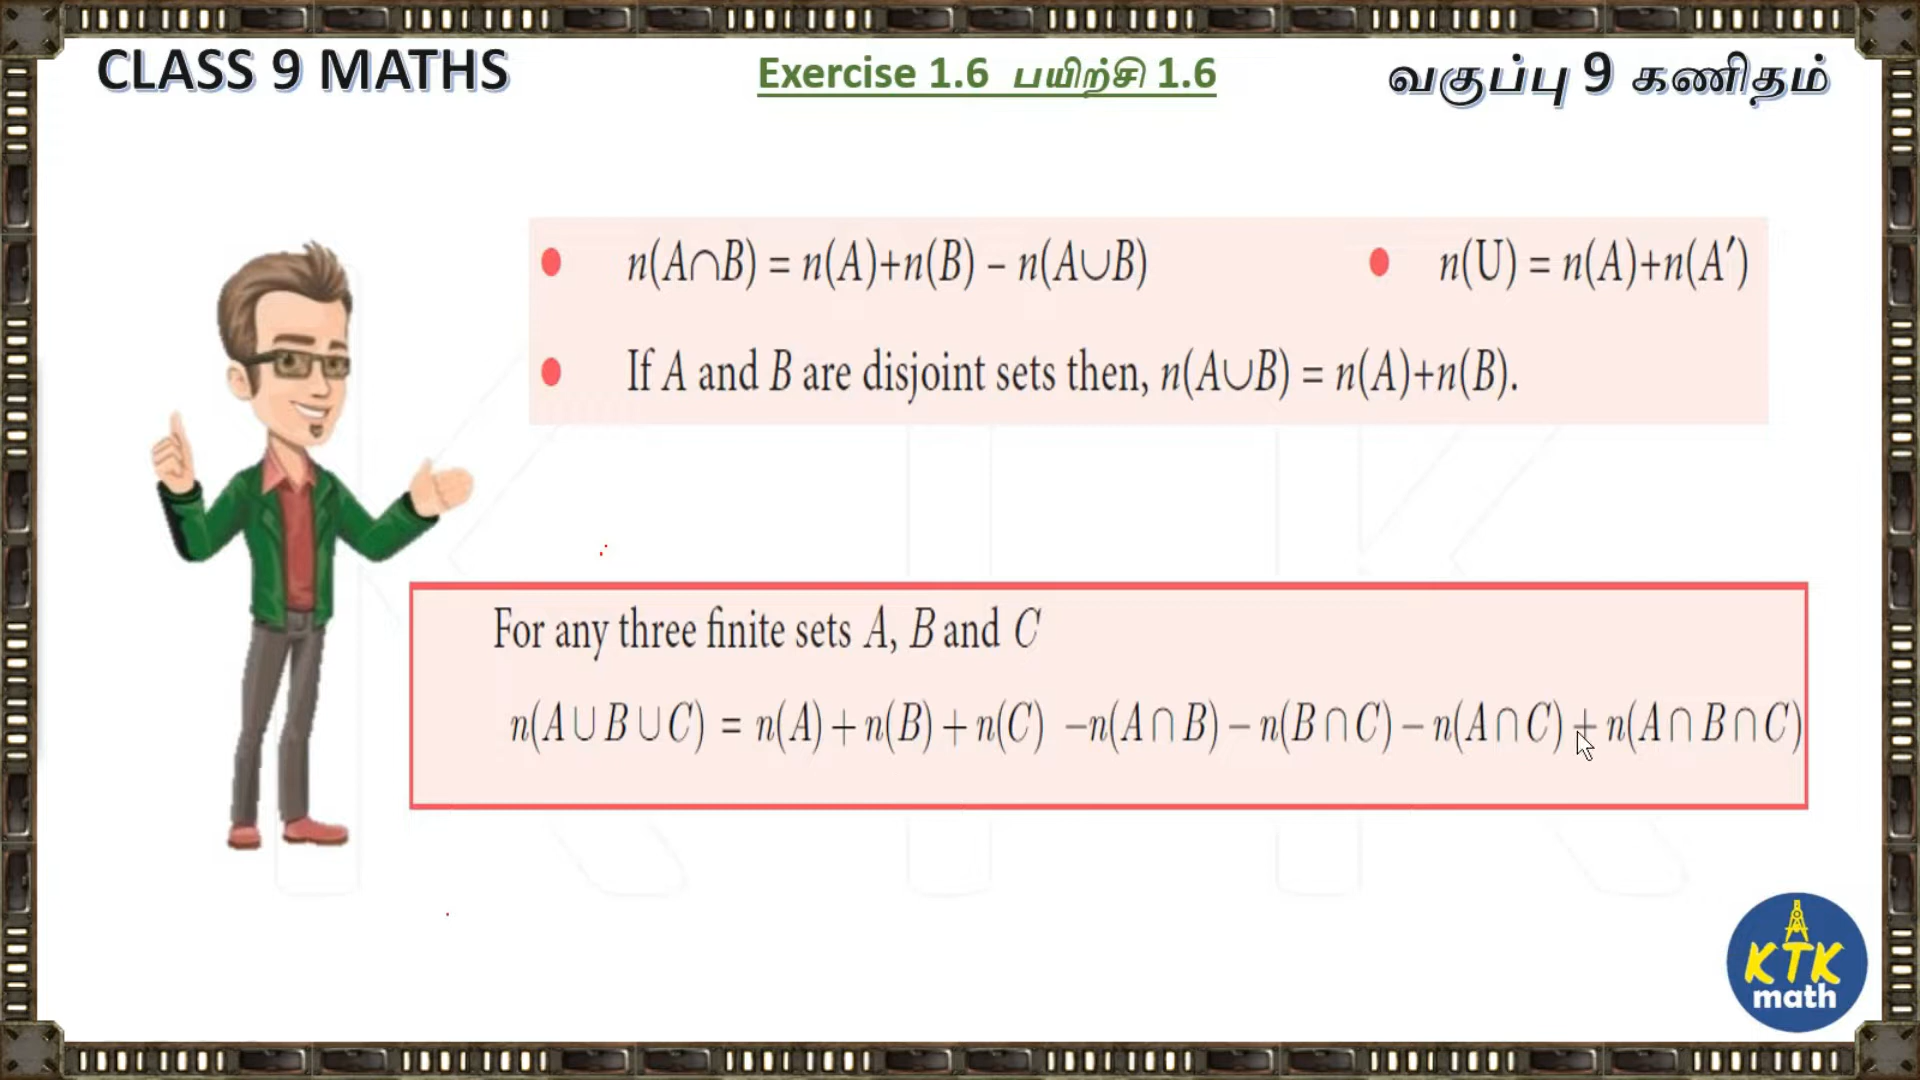 CLASS 9 MATHS
Exercise 1.6 பயிற்சி 1.6
வகுப்பு 9 கணிதம்
n(A∩B) = n(A)+n(B) – n(A∪B)
n(U) = n(A)+n(A′)
If A and B are disjoint sets then, n(A∪B) = n(A)+n(B).
For any three finite sets A, B and C
n(A∪B∪C) = n(A)+n(B)+n(C) −n(A∩B)−n(B∩C)−n(A∩C)+n(A∩B∩C)
KTK
math